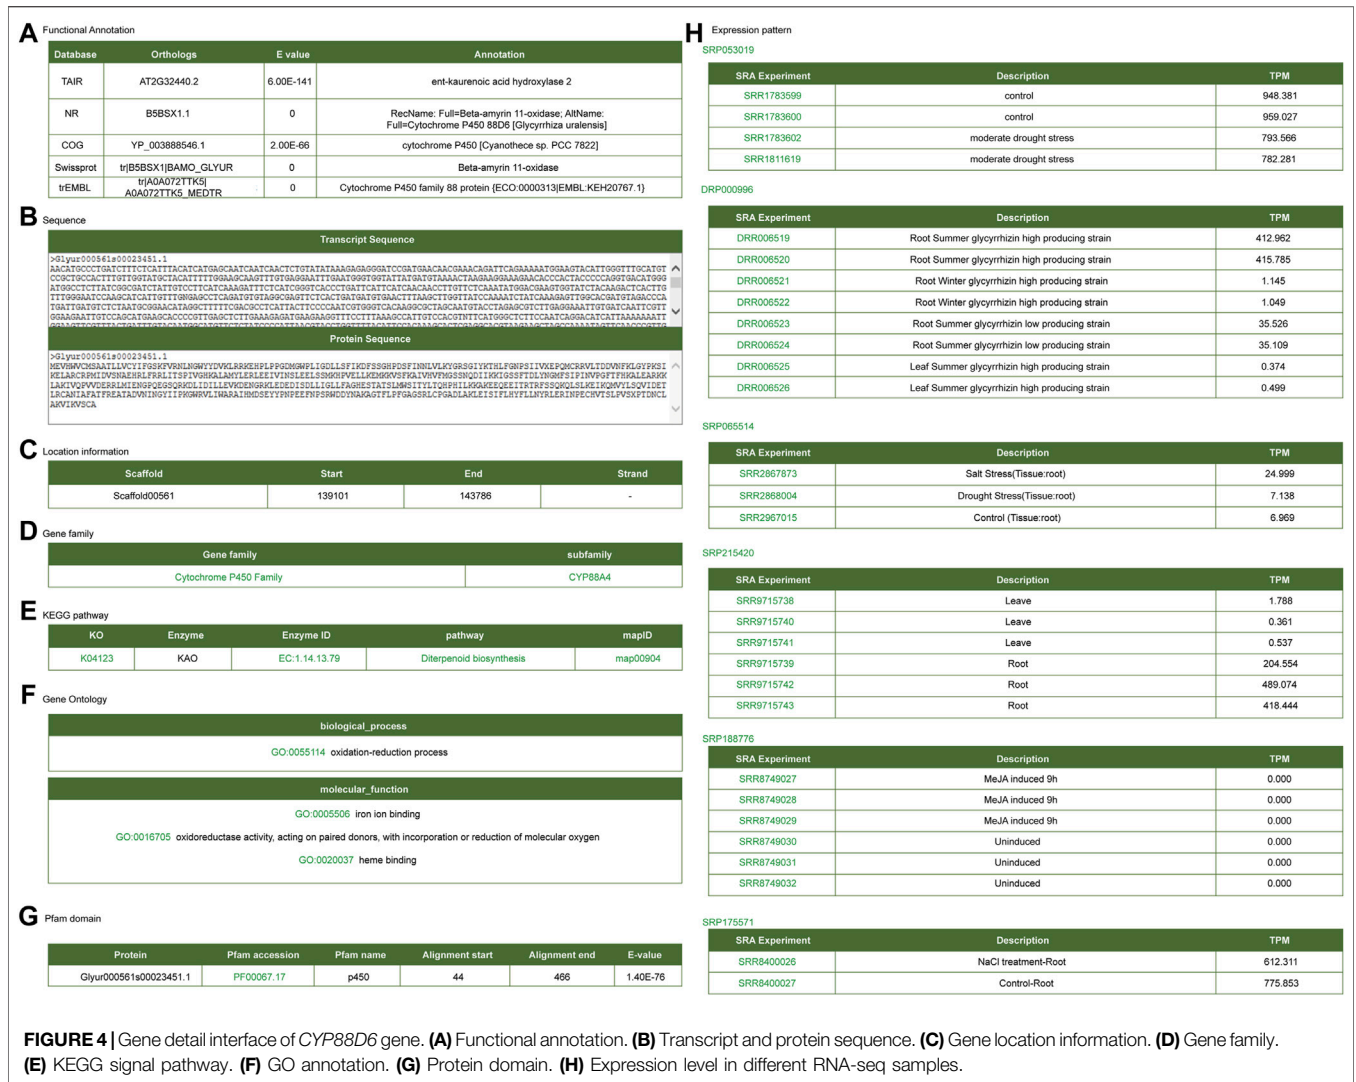 A Functional Annotation
Database Orthologs E value Annotation
TAIR AT2G32440.2 6.00E-141 ent-kaurenoic acid hydroxylase 2
NR B5BSX1.1 0 RecName: Full=Beta-amyrin 11-oxidase; AltName:
Full=Cytochrome P450 88D6 [Glycyrrhiza uralensis]
COG YP_003888546.1 2.00E-66 cytochrome P450 [Cyanothece sp. PCC 7822]
Swissprot tr|B5BSX1|BAMO_GLYUR 0 Beta-amyrin 11-oxidase
trEMBL tr|A0A072TTK5| 0 Cytochrome P450 family 88 protein {ECO:0000313|EMBL:KEH20767.1}
A0A072TTK5_MEDTR
B Sequence
Transcript Sequence
>Glyur000561s00023451.1
Protein Sequence
>Glyur000561s00023451.1
AKVIKVSCA
C Location information
Scaffold Start End Strand
Scaffold00561 139101 143786 -
D Gene family
Gene family subfamily
Cytochrome P450 Family CYP88A4
E KEGG pathway
KO Enzyme Enzyme ID pathway mapID
K04123 KAO EC:1.14.13.79 Diterpenoid biosynthesis map00904
F Gene Ontology
biological_process
GO:0055114 oxidation-reduction process
molecular_function
GO:0005506 iron ion binding
GO:0016705 oxidoreductase activity, acting on paired donors, with incorporation or reduction of molecular oxygen
GO:0020037 heme binding
G Pfam domain
Protein Pfam accession Pfam name Alignment start Alignment end E-value
Glyur000561s00023451.1 PF00067.17 p450 44 466 1.40E-76
H Expression pattern
SRP053019
SRA Experiment Description TPM
SRR1783599 control 948.381
SRR1783600 control 959.027
SRR1783602 moderate drought stress 793.566
SRR1811619 moderate drought stress 782.281
DRP000996
SRA Experiment Description TPM
DRR006519 Root Summer glycyrrhizin high producing strain 412.962
DRR006520 Root Summer glycyrrhizin high producing strain 415.785
DRR006521 Root Winter glycyrrhizin high producing strain 1.145
DRR006522 Root Winter glycyrrhizin high producing strain 1.049
DRR006523 Root Summer glycyrrhizin low producing strain 35.526
DRR006524 Root Summer glycyrrhizin low producing strain 35.109
DRR006525 Leaf Summer glycyrrhizin high producing strain 0.374
DRR006526 Leaf Summer glycyrrhizin high producing strain 0.499
SRP065514
SRA Experiment Description TPM
SRR2867873 Salt Stress(Tissue:root) 24.999
SRR2868004 Drought Stress(Tissue:root) 7.138
SRR2967015 Control (Tissue:root) 6.969
SRP215420
SRA Experiment Description TPM
SRR9715738 Leave 1.788
SRR9715740 Leave 0.361
SRR9715741 Leave 0.537
SRR9715739 Root 204.554
SRR9715742 Root 489.074
SRR9715743 Root 418.444
SRP188776
SRA Experiment Description TPM
SRR8749027 MeJA induced 9h 0.000
SRR8749028 MeJA induced 9h 0.000
SRR8749029 MeJA induced 9h 0.000
SRR8749030 Uninduced 0.000
SRR8749031 Uninduced 0.000
SRR8749032 Uninduced 0.000
SRP175571
SRA Experiment Description TPM
SRR8400026 NaCl treatment-Root 612.311
SRR8400027 Control-Root 775.853
FIGURE 4 | Gene detail interface of CYP88D6 gene. (A) Functional annotation. (B) Transcript and protein sequence. (C) Gene location information. (D) Gene family.
(E) KEGG signal pathway. (F) GO annotation. (G) Protein domain. (H) Expression level in different RNA-seq samples.